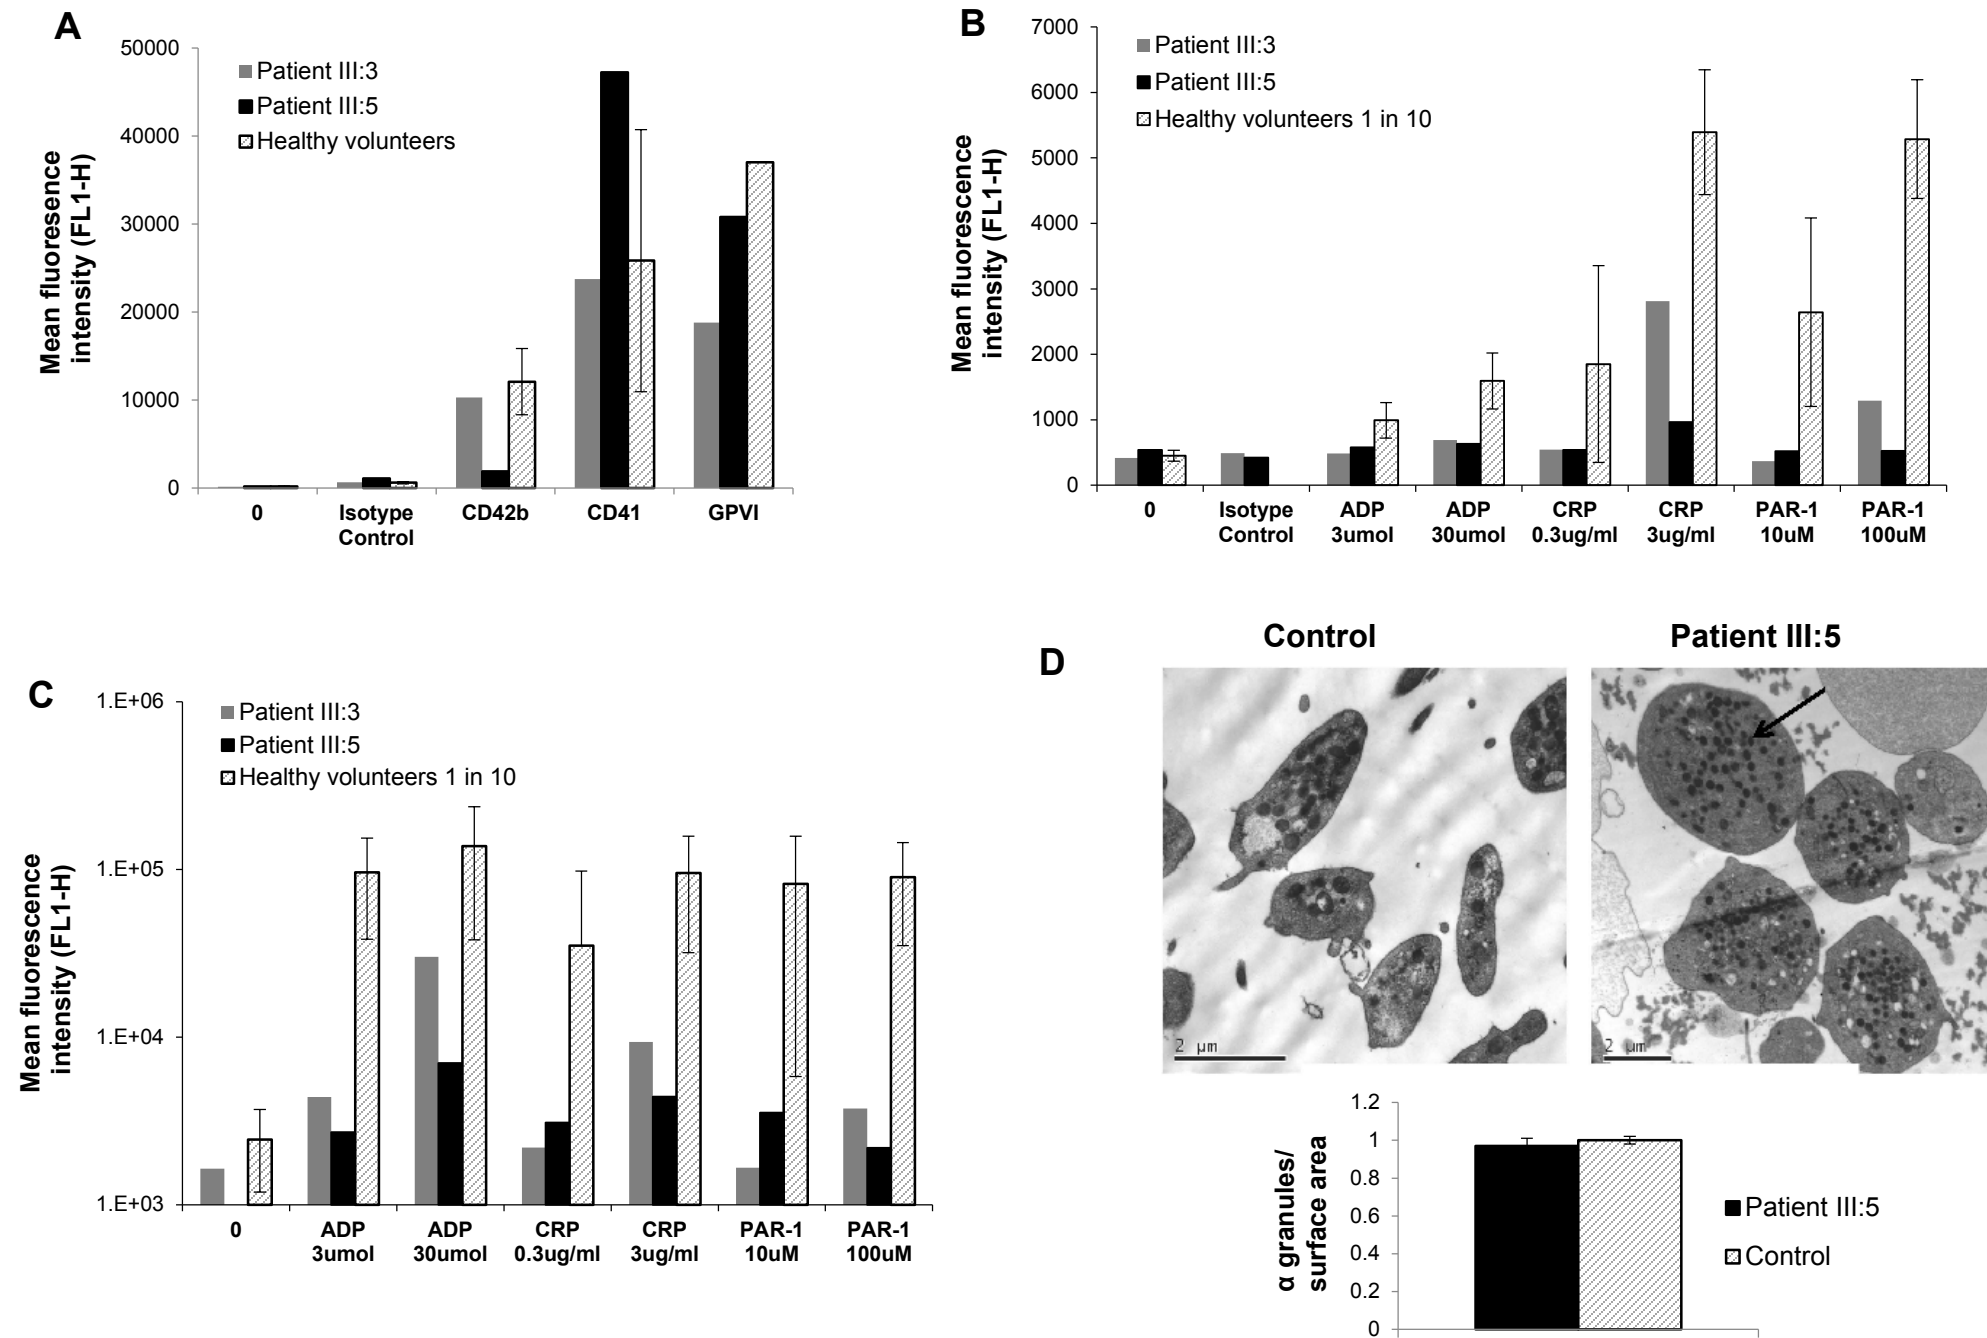 A
Mean fluoresence
intensity (FL1-H)
50000
40000
30000
20000
10000
0
Patient III:3
Patient III:5
Healthy volunteers
0
Isotype
Control
CD42b
CD41
GPVI
B
Mean fluorescence
intensity (FL1-H)
7000
6000
5000
4000
3000
2000
1000
0
Patient III:3
Patient III:5
Healthy volunteers 1 in 10
0
Isotype
Control
ADP
3umol
ADP
30umol
CRP
0.3ug/ml
CRP
3ug/ml
PAR-1
10uM
PAR-1
100uM
C
Mean fluorescence
intensity (FL1-H)
1.E+06
1.E+05
1.E+04
1.E+03
Patient III:3
Patient III:5
Healthy volunteers 1 in 10
0
ADP
3umol
ADP
30umol
CRP
0.3ug/ml
CRP
3ug/ml
PAR-1
10uM
PAR-1
100uM
D
Control
Patient III:5
2 µm
2 µm
α granules/
surface area
1.2
1
0.8
0.6
0.4
0.2
0
Patient III:5
Control